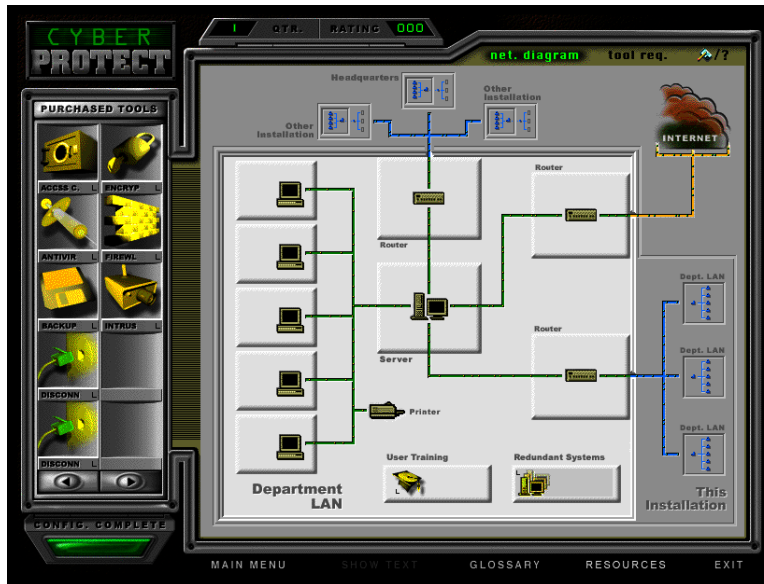 CYBER
PROTECT
1 QTR. RATING 000
net. diagram tool req. /?
PURCHASED TOOLS
ACCSS C. L
ENCRYP L
ANTIVIR L
FIREWL L
BACKUP L
INTRUS L
DISCONN L
DISCONN L
CONFIG. COMPLETE
Headquarters
Other
Installation
Other
Installation
INTERNET
Router
Router
Server
Router
Printer
Dept. LAN
Dept. LAN
Dept. LAN
User Training
L
Redundant Systems
L
Department
LAN
This
Installation
MAIN MENU SHOW TEXT GLOSSARY RESOURCES EXIT